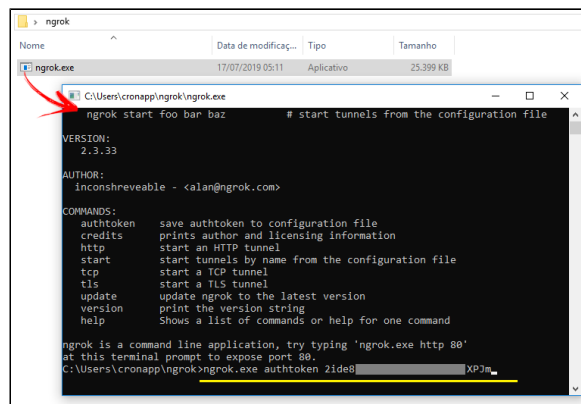 ngrok
Nome Data de modificaç... Tipo Tamanho
ngrok.exe 17/07/2019 05:11 Aplicativo 25.399 KB
C:\Users\cronapp\ngrok\ngrok.exe
ngrok start foo bar baz # start tunnels from the configuration file
VERSION:
2.3.33
AUTHOR:
inconshreveable - <alan@ngrok.com>
COMMANDS:
authtoken save authtoken to configuration file
credits prints author and licensing information
http start an HTTP tunnel
start start tunnels by name from the configuration file
tcp start a TCP tunnel
tls start a TLS tunnel
update update ngrok to the latest version
version print the version string
help Shows a list of commands or help for one command
ngrok is a command line application, try typing 'ngrok.exe http 80'
at this terminal prompt to expose port 80.
C:\Users\cronapp\ngrok>ngrok.exe authtoken 2ide8 XPJm